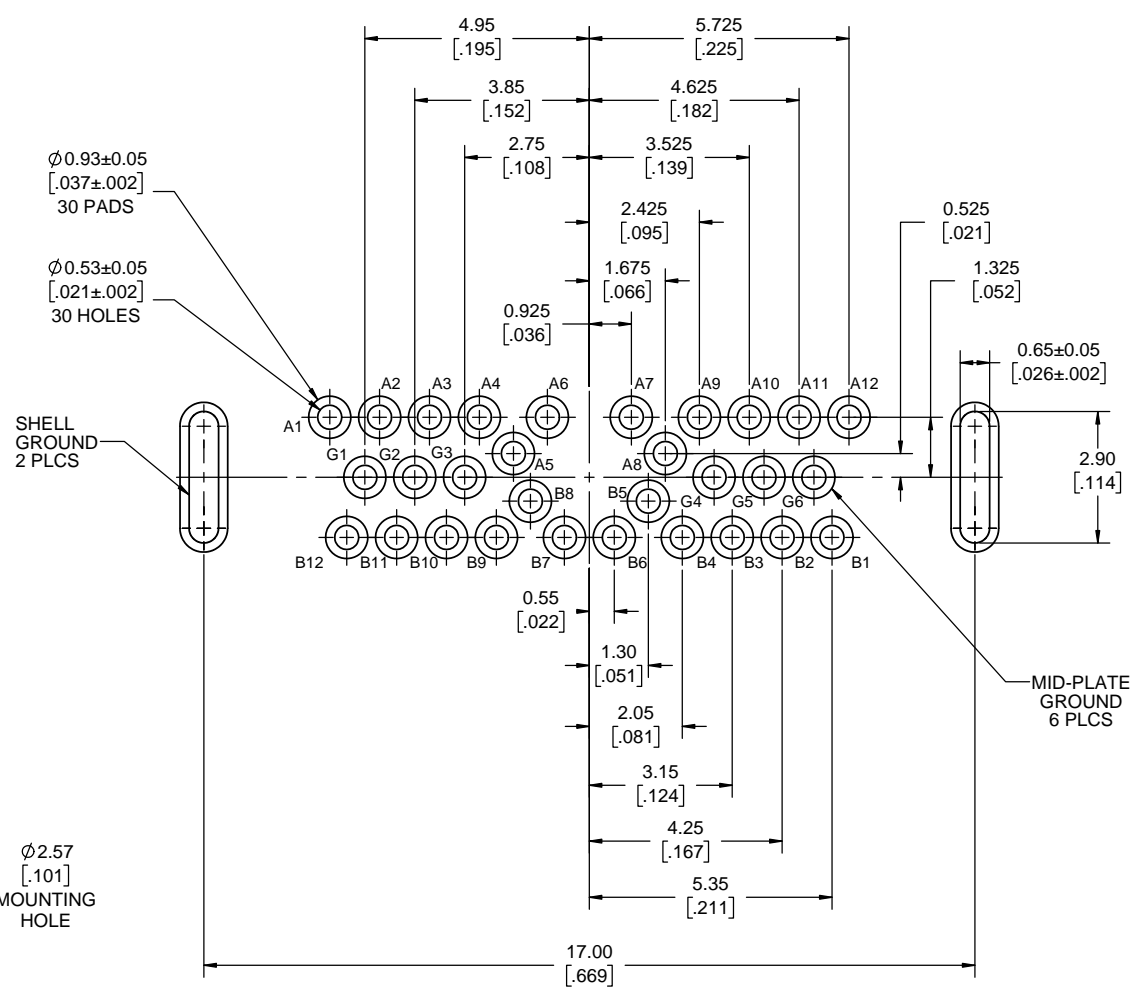 4.95
[.195]
5.725
[.225]
3.85
[.152]
4.625
[.182]
2.75
[.108]
3.525
[.139]
Ø0.93±0.05
[.037±.002]
30 PADS
2.425
[.095]
0.525
[.021]
1.675
[.066]
1.325
[.052]
Ø0.53±0.05
[.021±.002]
30 HOLES
0.925
[.036]
0.65±0.05
[.026±.002]
A1
A2
A3
A4
A6
A7
A9
A10
A11
A12
SHELL
GROUND
2 PLCS
G1
G2
G3
A5
A8
2.90
[.114]
B8
B5
G4
G5
G6
B12
B11
B10
B9
B7
B6
B4
B3
B2
B1
0.55
[.022]
1.30
[.051]
MID-PLATE
GROUND
6 PLCS
2.05
[.081]
3.15
[.124]
4.25
[.167]
Ø2.57
[.101]
MOUNTING
HOLE
5.35
[.211]
17.00
[.669]